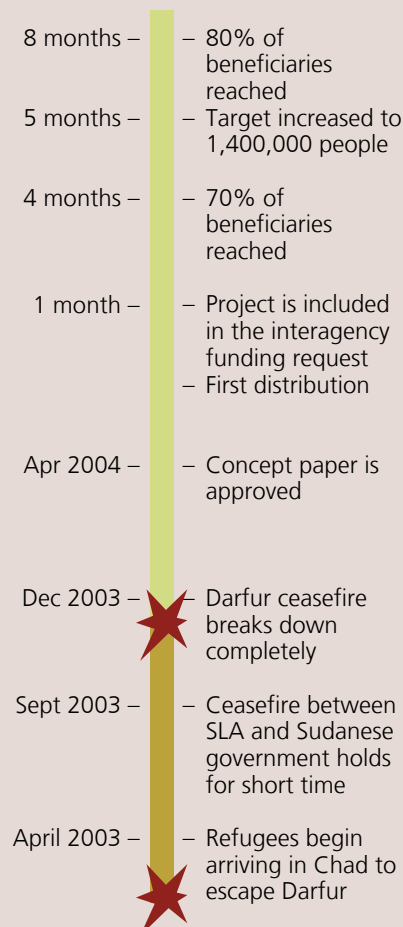 8 months – – 80% of
beneficiaries
reached
5 months – – Target increased to
1,400,000 people
4 months – – 70% of
beneficiaries
reached
1 month – – Project is included
in the interagency
funding request
– First distribution
Apr 2004 – – Concept paper is
approved
Dec 2003 – – Darfur ceasefire
breaks down
completely
Sept 2003 – – Ceasefire between
SLA and Sudanese
government holds
for short time
April 2003 – – Refugees begin
arriving in Chad to
escape Darfur